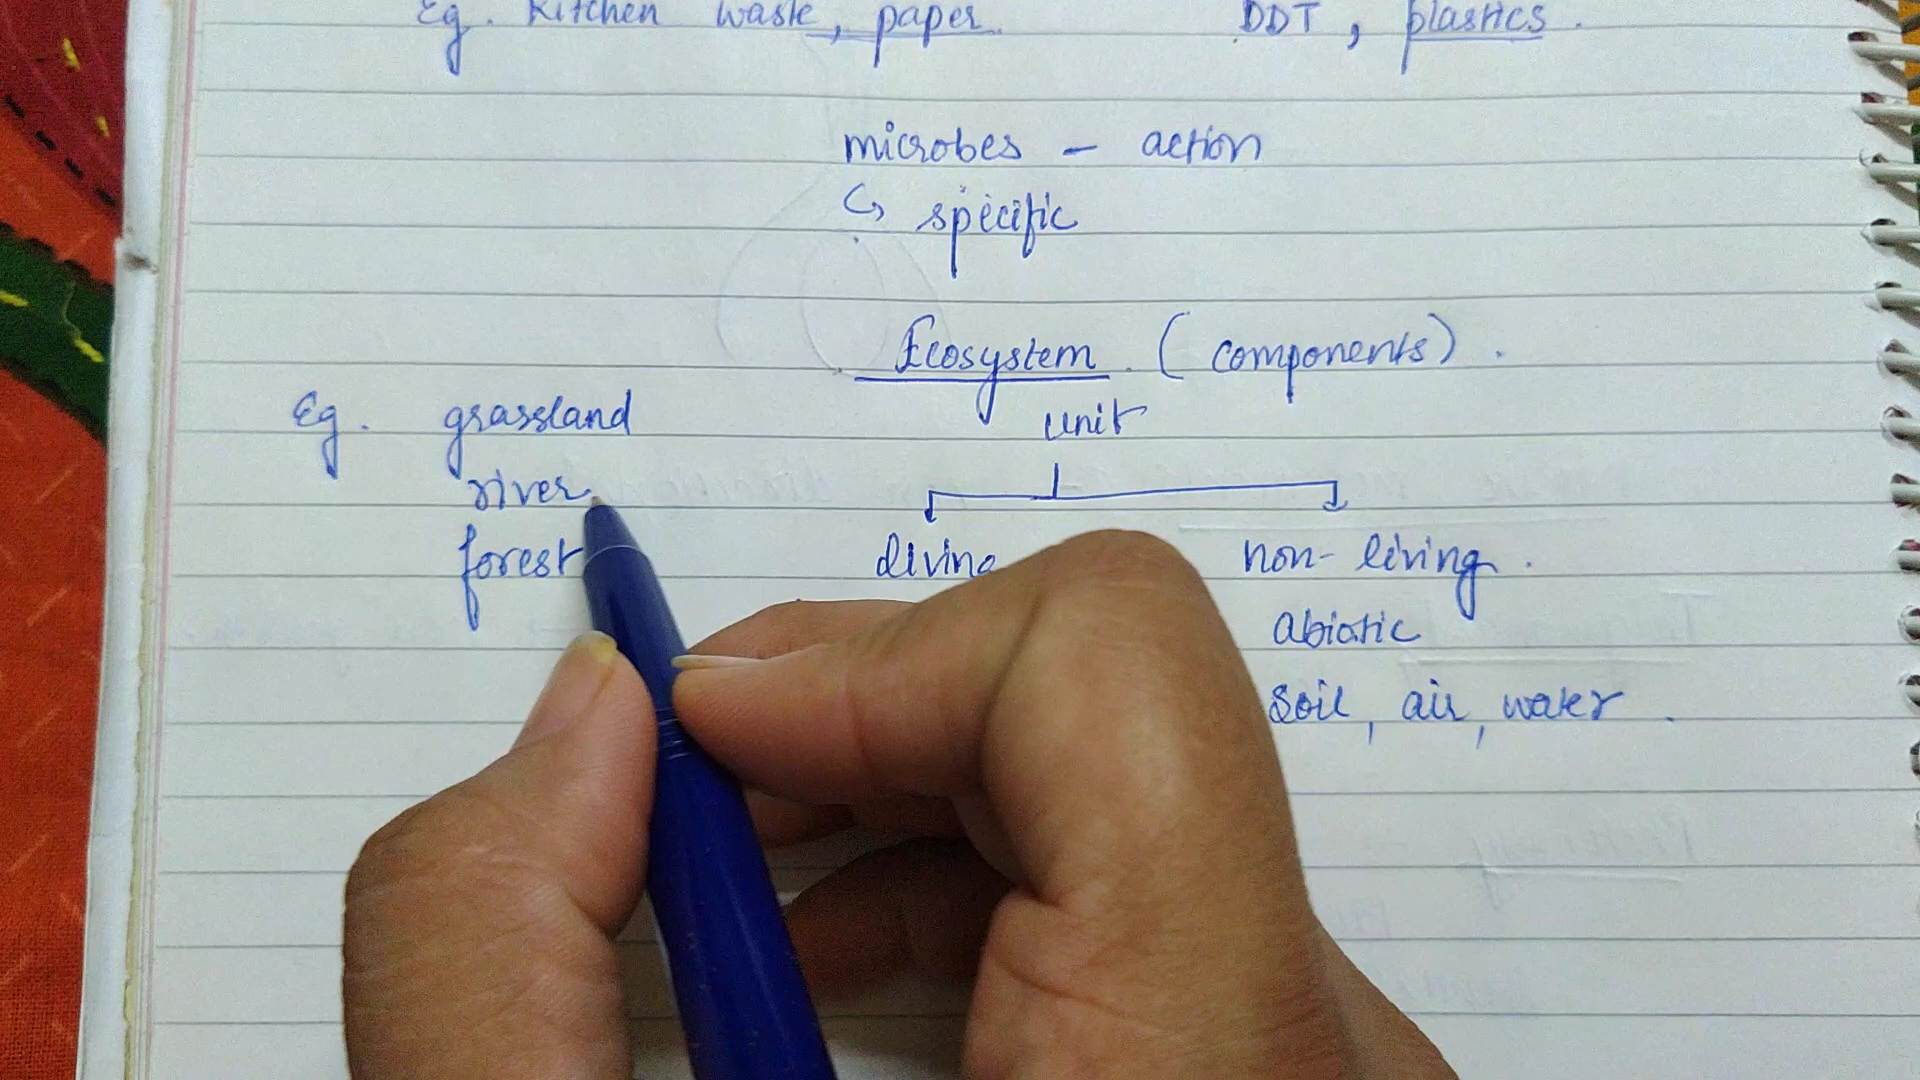 Eg. Kitchen waste, paper. DDT, plastics.
microbes - action
↳ specific
Ecosystem. (components).
Eg. grassland unit
river
forest living non-living.
abiotic
soil, air, water.